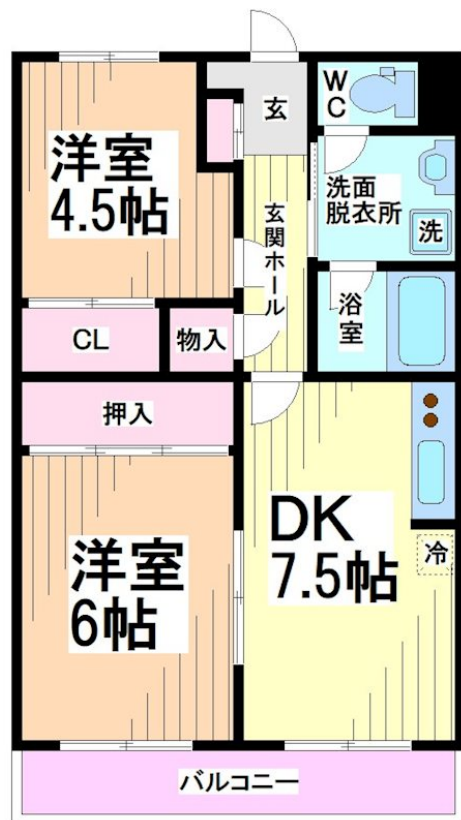 玄
WC
洋室
4.5帖
洗面
脱衣所
洗
玄関ホール
浴室
CL
物入
押入
DK
7.5帖
冷
洋室
6帖
バルコニー